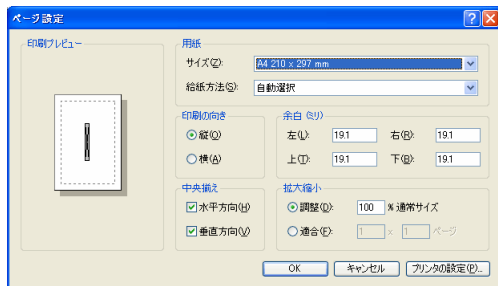 ページ設定
印刷プレビュー
用紙
サイズ(Z): A4 210 x 297 mm
給紙方法(S): 自動選択
印刷の向き
縦(O)
横(A)
余白 (ミリ)
左(L): 19.1 右(R): 19.1
上(T): 19.1 下(B): 19.1
中央揃え
水平方向(H)
垂直方向(V)
拡大縮小
調整(D): 100 % 通常サイズ
適合(F): 1 x 1 ページ
OK キャンセル プリンタの設定(P)...